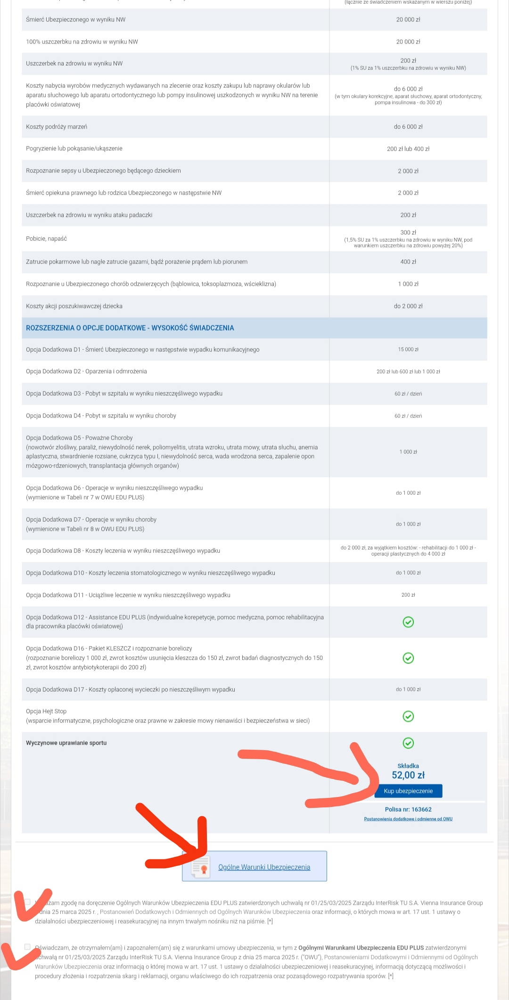 (łącznie ze świadczeniem wskazanym w wierszu poniżej)
Śmierć Ubezpieczonego w wyniku NW
20 000 zł
100% uszczerbku na zdrowiu w wyniku NW
20 000 zł
Uszczerbek na zdrowiu w wyniku NW
200 zł
(1% SU za 1% uszczerbku na zdrowiu w wyniku NW)
Koszty nabycia wyrobów medycznych wydawanych na zlecenie oraz koszty zakupu lub naprawy okularów lub
aparatu słuchowego lub aparatu ortodontycznego lub pompy insulinowej uszkodzonych w wyniku NW na terenie
placówki oświatowej
do 6 000 zł
(w tym okulary korekcyjne, aparat słuchowy, aparat ortodontyczny,
pompa insulinowa - do 300 zł)
Koszty podróży marzeń
do 6 000 zł
Pogryzienie lub pokąsanie/ukąszenie
200 zł lub 400 zł
Rozpoznanie sepsy u Ubezpieczonego będącego dzieckiem
2 000 zł
Śmierć opiekuna prawnego lub rodzica Ubezpieczonego w następstwie NW
2 000 zł
Uszczerbek na zdrowiu w wyniku ataku padaczki
200 zł
Pobicie, napaść
300 zł
(1,5% SU za 1% uszczerbku na zdrowiu w wyniku NW, pod
warunkiem uszczerbku na zdrowiu powyżej 20%)
Zatrucie pokarmowe lub nagłe zatrucie gazami, bądź porażenie prądem lub piorunem
400 zł
Rozpoznanie u Ubezpieczonego chorób odzwierzęcych (bąblowica, toksoplazmoza, wścieklizna)
1 000 zł
Koszty akcji poszukiwawczej dziecka
do 2 000 zł
ROZSZERZENIA O OPCJE DODATKOWE - WYSOKOŚĆ ŚWIADCZENIA
Opcja Dodatkowa D1 - Śmierć Ubezpieczonego w następstwie wypadku komunikacyjnego
15 000 zł
Opcja Dodatkowa D2 - Oparzenia i odmrożenia
200 zł lub 600 zł lub 1 000 zł
Opcja Dodatkowa D3 - Pobyt w szpitalu w wyniku nieszczęśliwego wypadku
60 zł / dzień
Opcja Dodatkowa D4 - Pobyt w szpitalu w wyniku choroby
60 zł / dzień
Opcja Dodatkowa D5 - Poważne Choroby
(nowotwór złośliwy, paraliż, niewydolność nerek, poliomyelitis, utrata wzroku, utrata mowy, utrata słuchu, anemia
aplastyczna, stwardnienie rozsiane, cukrzyca typu I, niewydolność serca, wada wrodzona serca, zapalenie opon
mózgowo-rdzeniowych, transplantacja głównych organów)
1 000 zł
Opcja Dodatkowa D6 - Operacje w wyniku nieszczęśliwego wypadku
(wymienione w Tabeli nr 7 w OWU EDU PLUS)
do 1 000 zł
Opcja Dodatkowa D7 - Operacje w wyniku choroby
(wymienione w Tabeli nr 8 w OWU EDU PLUS)
do 1 000 zł
Opcja Dodatkowa D8 - Koszty leczenia w wyniku nieszczęśliwego wypadku
do 2 000 zł, za wyjątkiem kosztów: - rehabilitacji do 1 000 zł -
operacji plastycznych do 4 000 zł
Opcja Dodatkowa D10 - Koszty leczenia stomatologicznego w wyniku nieszczęśliwego wypadku
do 1 000 zł
Opcja Dodatkowa D11 - Uciążliwe leczenie w wyniku nieszczęśliwego wypadku
200 zł
Opcja Dodatkowa D12 - Assistance EDU PLUS (indywidualne korepetycje, pomoc medyczna, pomoc rehabilitacyjna
dla pracownika placówki oświatowej)
Opcja Dodatkowa D16 - Pakiet KLESZCZ i rozpoznanie boreliozy
(rozpoznanie boreliozy 1 000 zł, zwrot kosztów usunięcia kleszcza do 150 zł, zwrot badań diagnostycznych do 150
zł, zwrot kosztów antybiotykoterapii do 200 zł)
Opcja Dodatkowa D17 - Koszty opłaconej wycieczki po nieszczęśliwym wypadku
do 1 000 zł
Opcja Hejt Stop
(wsparcie informatyczne, psychologiczne oraz prawne w zakresie mowy nienawiści i bezpieczeństwa w sieci)
Wyczynowe uprawianie sportu
Składka
52,00 zł
Kup ubezpieczenie
Polisa nr: 163662
Postanowienia dodatkowe i odmienne od OWU
Ogólne Warunki Ubezpieczenia
zgodę na doręczenie Ogólnych Warunków Ubezpieczenia EDU PLUS zatwierdzonych uchwałą nr 01/25/03/2025 Zarządu InterRisk TU S.A. Vienna Insurance Group
dnia 25 marca 2025 r. , Postanowień Dodatkowych i Odmiennych od Ogólnych Warunków Ubezpieczenia oraz informacji, o których mowa w art. 17 ust. 1 ustawy o
działalności ubezpieczeniowej i reasekuracyjnej na innym trwałym nośniku niż na piśmie. [*]
Oświadczam, że otrzymałem(am) i zapoznałem(am) się z warunkami umowy ubezpieczenia, w tym z Ogólnymi Warunkami Ubezpieczenia EDU PLUS zatwierdzonymi
uchwałą nr 01/25/03/2025 Zarządu InterRisk TU S.A. Vienna Insurance Group z dnia 25 marca 2025 r. ("OWU"), Postanowieniami Dodatkowymi i Odmiennymi od Ogólnych
Warunków Ubezpieczenia oraz informacją o której mowa w art. 17 ust. 1 ustawy o działalności ubezpieczeniowej i reasekuracyjnej, informacją dotyczącą możliwości i
procedury złożenia i rozpatrzenia skarg i reklamacji, organu właściwego do ich rozpatrzenia oraz pozasądowego rozpatrywania sporów. [*]